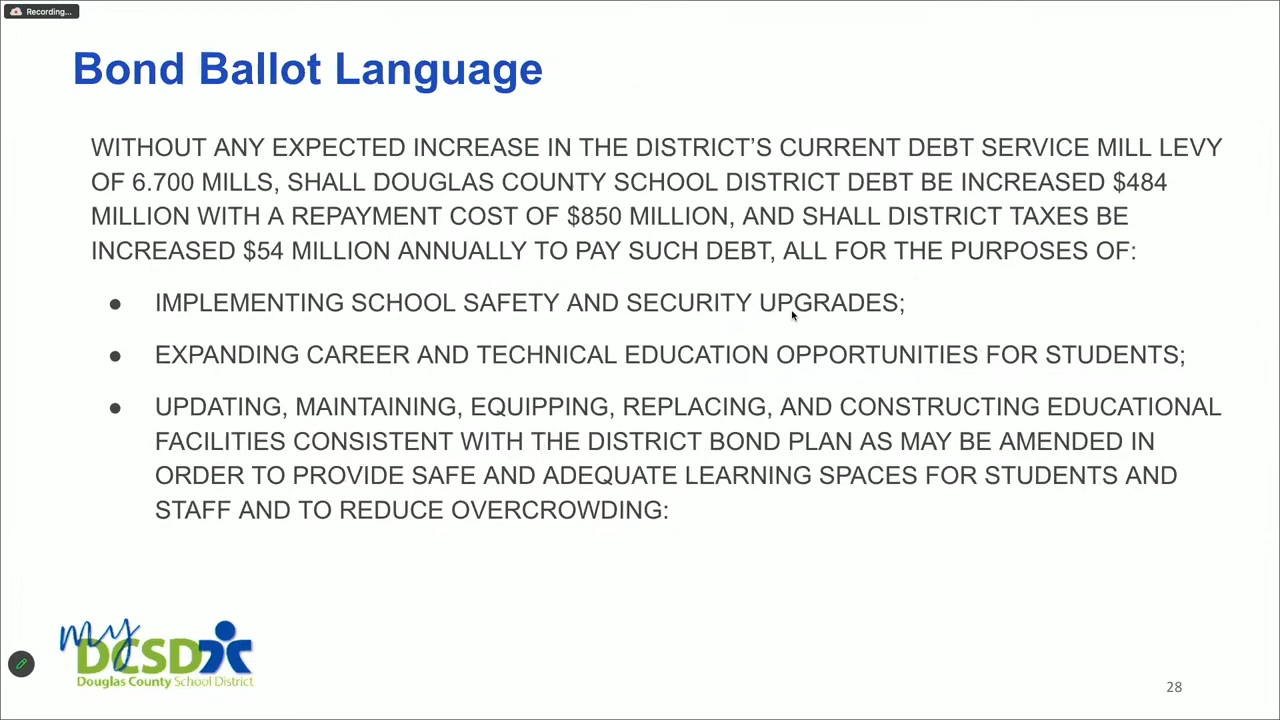 Recording...
Bond Ballot Language
WITHOUT ANY EXPECTED INCREASE IN THE DISTRICT'S CURRENT DEBT SERVICE MILL LEVY
OF 6.700 MILLS, SHALL DOUGLAS COUNTY SCHOOL DISTRICT DEBT BE INCREASED $484
MILLION WITH A REPAYMENT COST OF $850 MILLION, AND SHALL DISTRICT TAXES BE
INCREASED $54 MILLION ANNUALLY TO PAY SUCH DEBT, ALL FOR THE PURPOSES OF:
● IMPLEMENTING SCHOOL SAFETY AND SECURITY UPGRADES;
● EXPANDING CAREER AND TECHNICAL EDUCATION OPPORTUNITIES FOR STUDENTS;
● UPDATING, MAINTAINING, EQUIPPING, REPLACING, AND CONSTRUCTING EDUCATIONAL
FACILITIES CONSISTENT WITH THE DISTRICT BOND PLAN AS MAY BE AMENDED IN
ORDER TO PROVIDE SAFE AND ADEQUATE LEARNING SPACES FOR STUDENTS AND
STAFF AND TO REDUCE OVERCROWDING:
my
DCSD
Douglas County School District
28